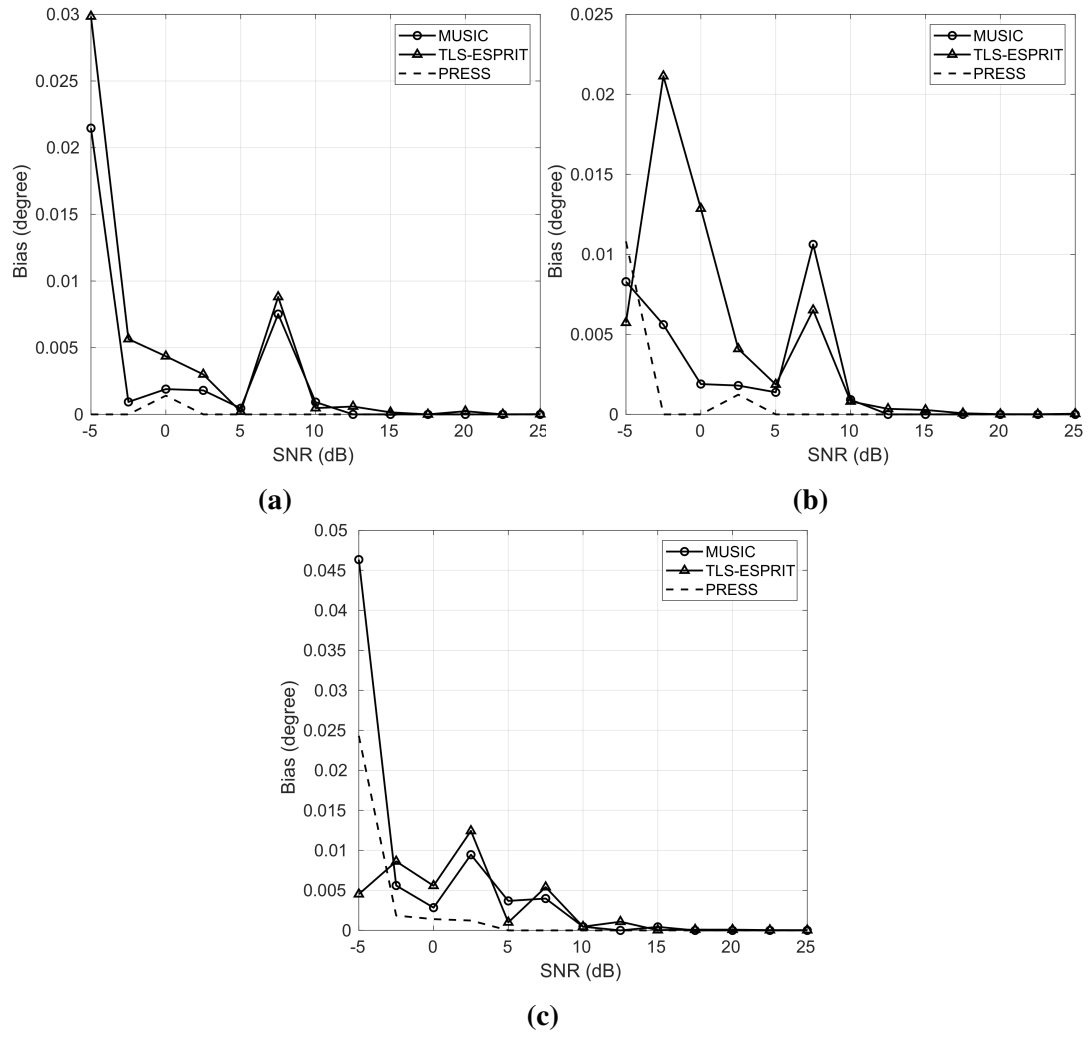 0.03
0.025
0.02
0.015
0.01
0.005
0
-5 0 5 10 15 20 25
SNR (dB)
Bias (degree)
MUSIC
TLS-ESPRIT
PRESS
(a)
0.025
0.02
0.015
0.01
0.005
0
-5 0 5 10 15 20 25
SNR (dB)
Bias (degree)
MUSIC
TLS-ESPRIT
PRESS
(b)
0.05
0.045
0.04
0.035
0.03
0.025
0.02
0.015
0.01
0.005
0
-5 0 5 10 15 20 25
SNR (dB)
Bias (degree)
MUSIC
TLS-ESPRIT
PRESS
(c)